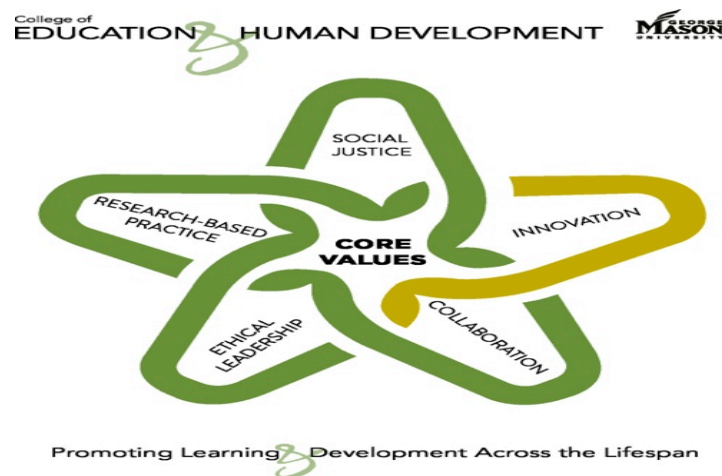 College of
EDUCATION & HUMAN DEVELOPMENT
GEORGE
MASON
UNIVERSITY
SOCIAL
JUSTICE
RESEARCH-BASED
PRACTICE
CORE
VALUES
INNOVATION
ETHICAL
LEADERSHIP
COLLABORATION
Promoting Learning & Development Across the Lifespan